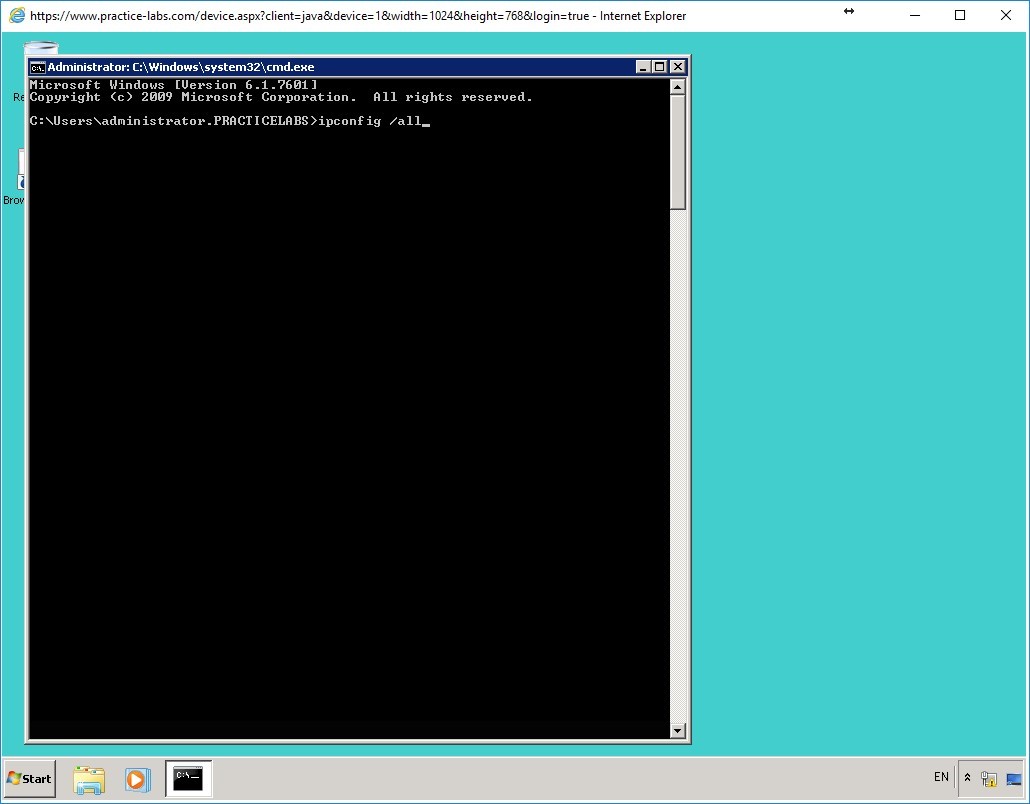 https://www.practice-labs.com/device.aspx?client=java&device=1&width=1024&height=768&login=true - Internet Explorer
Re
Brow
Administrator: C:\Windows\system32\cmd.exe
Microsoft Windows [Version 6.1.7601]
Copyright (c) 2009 Microsoft Corporation.  All rights reserved.
C:\Users\administrator.PRACTICELABS>ipconfig /all_
Start
EN